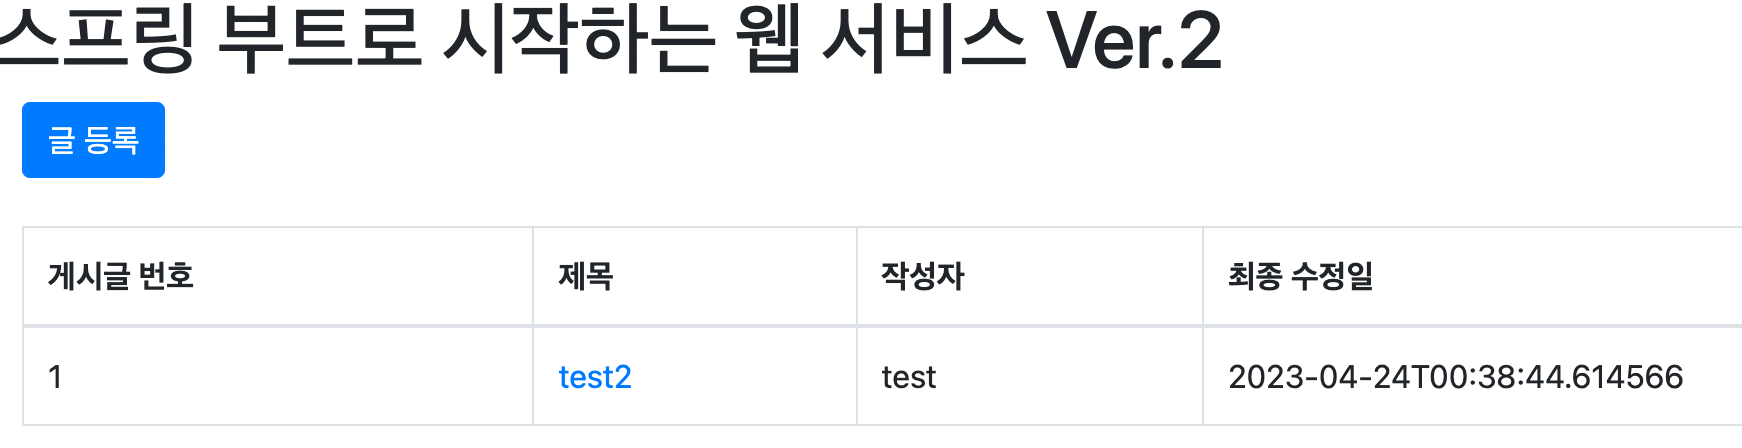 스프링 부트로 시작하는 웹 서비스 Ver.2
글 등록
게시글 번호 제목 작성자 최종 수정일
1 test2 test 2023-04-24T00:38:44.614566